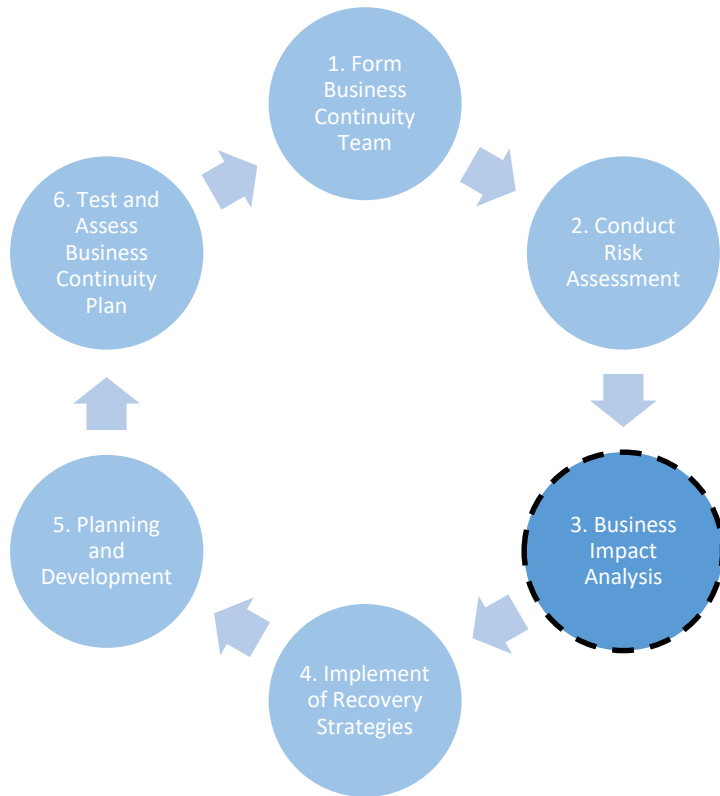 1. Form
Business
Continuity
Team
2. Conduct
Risk
Assessment
3. Business
Impact
Analysis
4. Implement
of Recovery
Strategies
5. Planning
and
Development
6. Test and
Assess
Business
Continuity
Plan